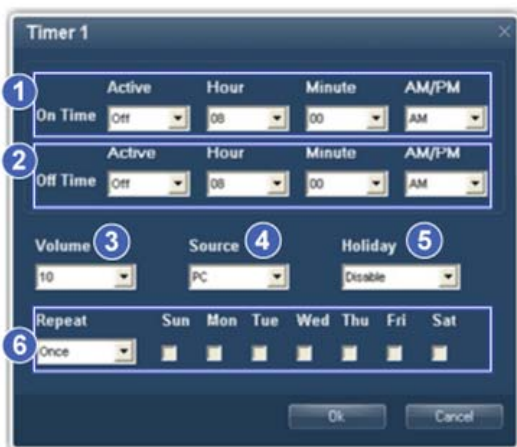 Timer 1
1
Active Hour Minute AM/PM
On Time Off 08 00 AM
2
Active Hour Minute AM/PM
Off Time Off 08 00 AM
Volume 3 Source 4 Holiday 5
10 PC Disable
Repeat Sun Mon Tue Wed Thu Fri Sat
6 Once
Ok Cancel